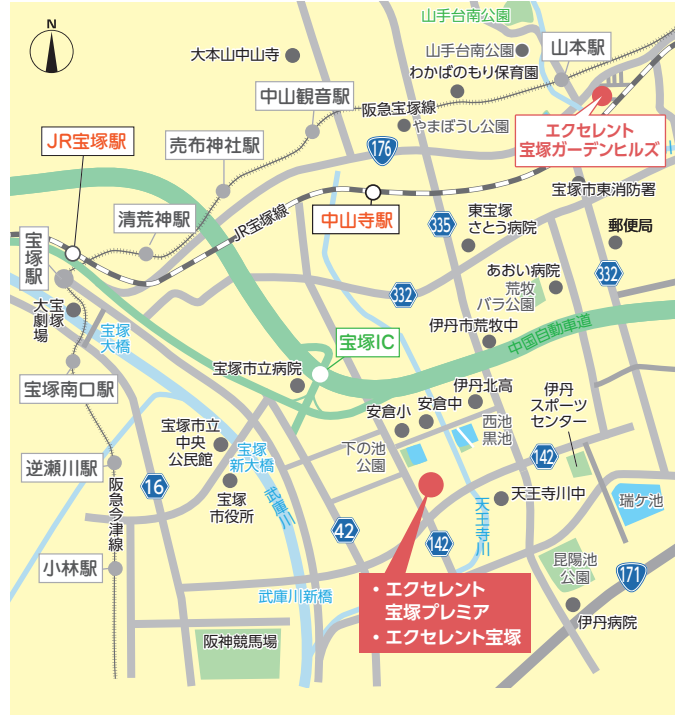 N
山手台南公園
山手台南公園
大本山中山寺
わかばのもり保育園
山本駅
中山観音駅
阪急宝塚線
やまぼうし公園
エクセレント
宝塚ガーデンヒルズ
JR宝塚駅
売布神社駅
176
宝塚市東消防署
清荒神駅
JR宝塚線
中山寺駅
335
東宝塚
さとう病院
郵便局
宝塚駅
332
あおい病院
荒牧
バラ公園
332
宝塚
大劇場
宝塚
大橋
宝塚IC
伊丹市荒牧中
中国自動車道
宝塚市立病院
宝塚南口駅
伊丹北高
安倉小
安倉中
伊丹
スポーツ
センター
宝塚市立
中央
公民館
宝塚
新大橋
下の池
公園
西池
黒池
142
逆瀬川駅
16
宝塚
市役所
武庫川
天王寺川
天王寺川中
瑞ケ池
阪急今津線
42
142
小林駅
昆陽池
公園
171
武庫川新橋
・エクセレント
宝塚プレミア
・エクセレント宝塚
伊丹病院
阪神競馬場